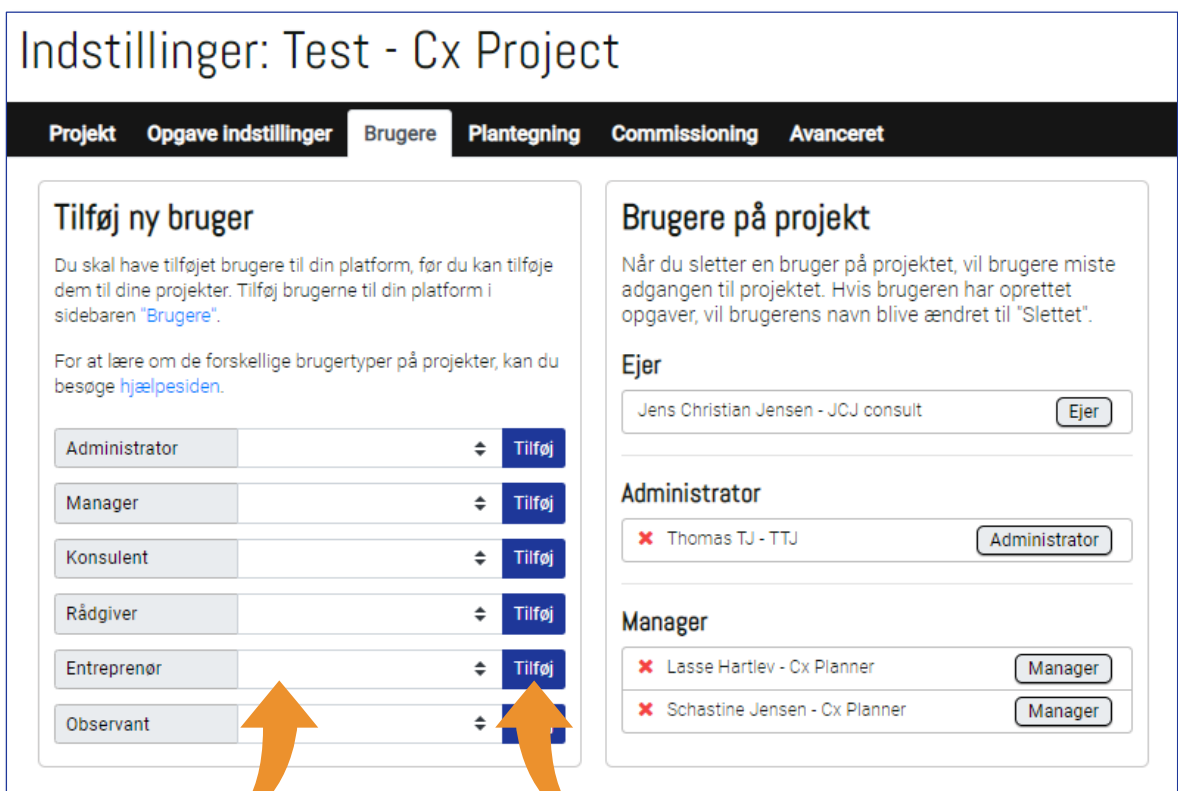 Indstillinger: Test - Cx Project
Projekt Opgave indstillinger Brugere Plantegning Commissioning Avanceret
Tilføj ny bruger
Du skal have tilføjet brugere til din platform, før du kan tilføje
dem til dine projekter. Tilføj brugerne til din platform i
sidebaren "Brugere".
For at lære om de forskellige brugertyper på projekter, kan du
besøge hjælpesiden.
Administrator Tilføj
Manager Tilføj
Konsulent Tilføj
Rådgiver Tilføj
Entreprenør Tilføj
Observant
Brugere på projekt
Når du sletter en bruger på projektet, vil brugere miste
adgangen til projektet. Hvis brugeren har oprettet
opgaver, vil brugerens navn blive ændret til "Slettet".
Ejer
Jens Christian Jensen - JCJ consult Ejer
Administrator
Thomas TJ - TTJ Administrator
Manager
Lasse Hartlev - Cx Planner Manager
Schastine Jensen - Cx Planner Manager